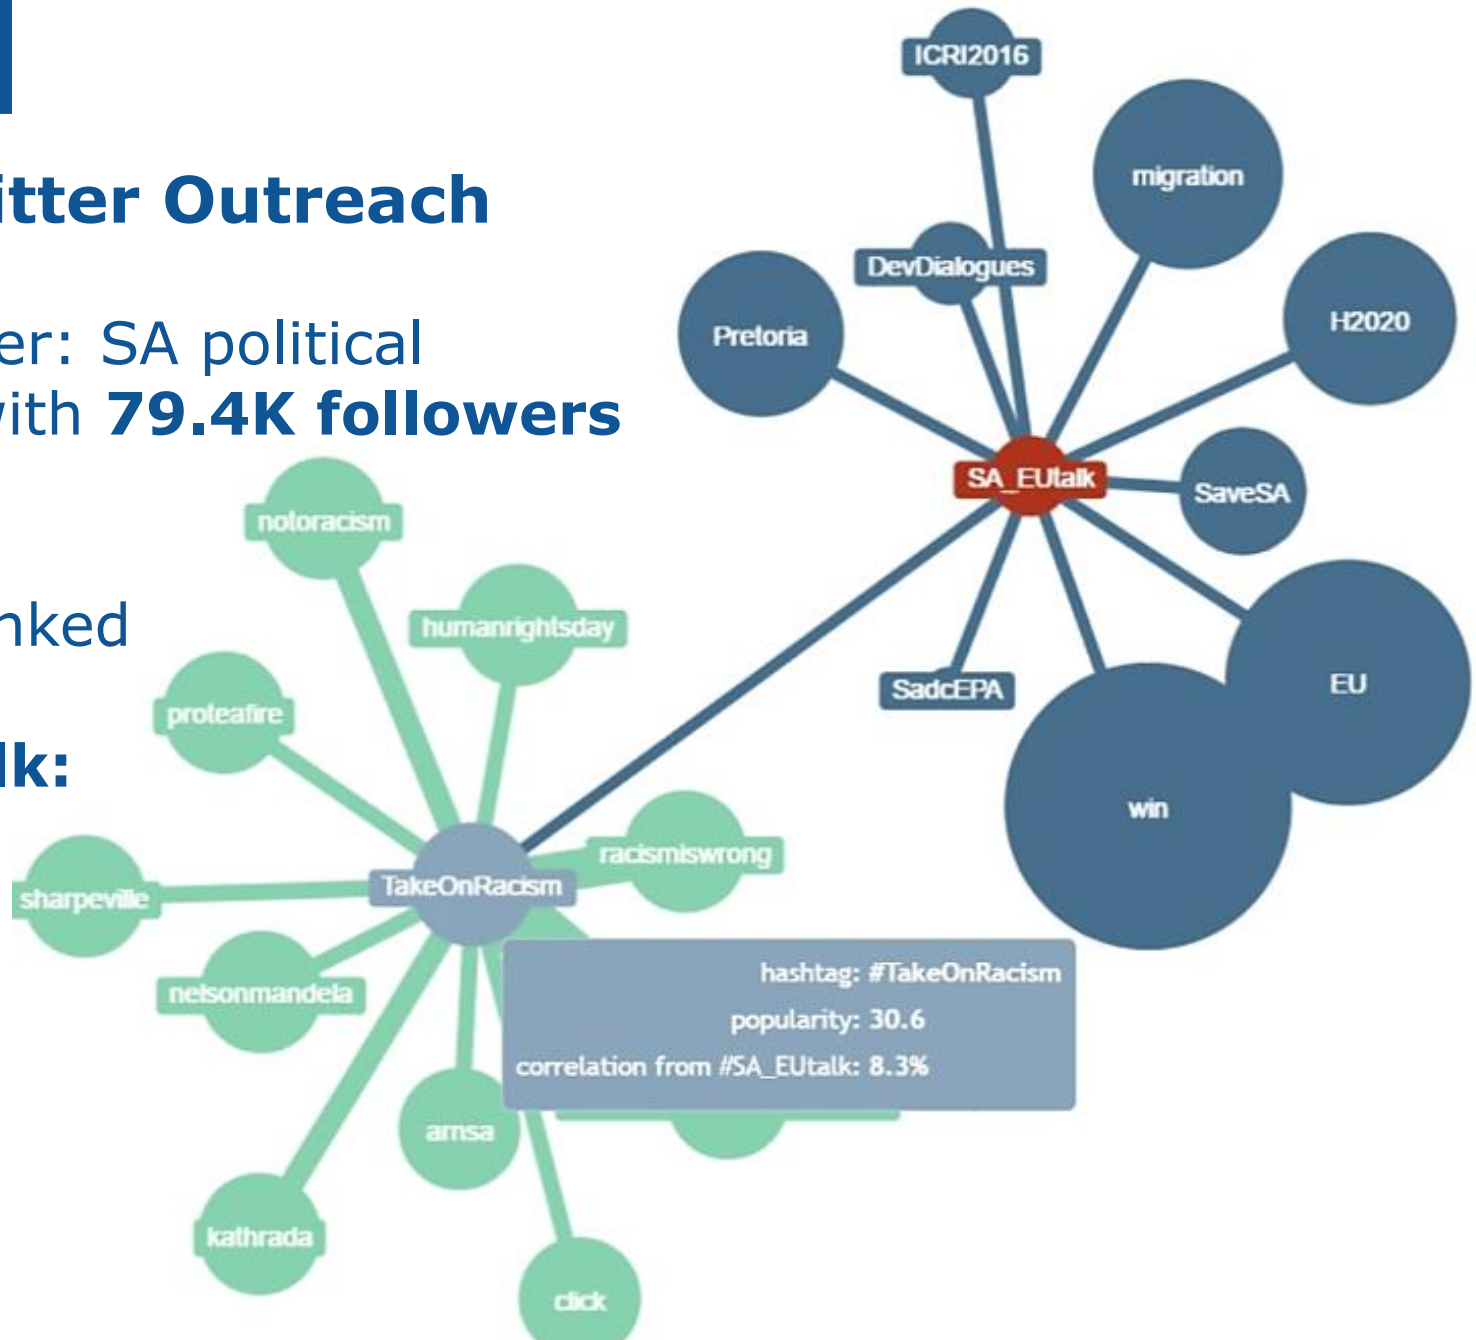 itter Outreach
er: SA political
with 79.4K followers
nked
lk:
ICRI2016
migration
DevDialogues
H2020
Pretoria
SA_EUtalk
SaveSA
SadcEPA
EU
win
notoracism
humanrightsday
proteafire
racismiswrong
TakeOnRacism
sharpeville
nelsonmandela
hashtag: #TakeOnRacism
popularity: 30.6
correlation from #SA_EUtalk: 8.3%
arnsa
kathrada
click